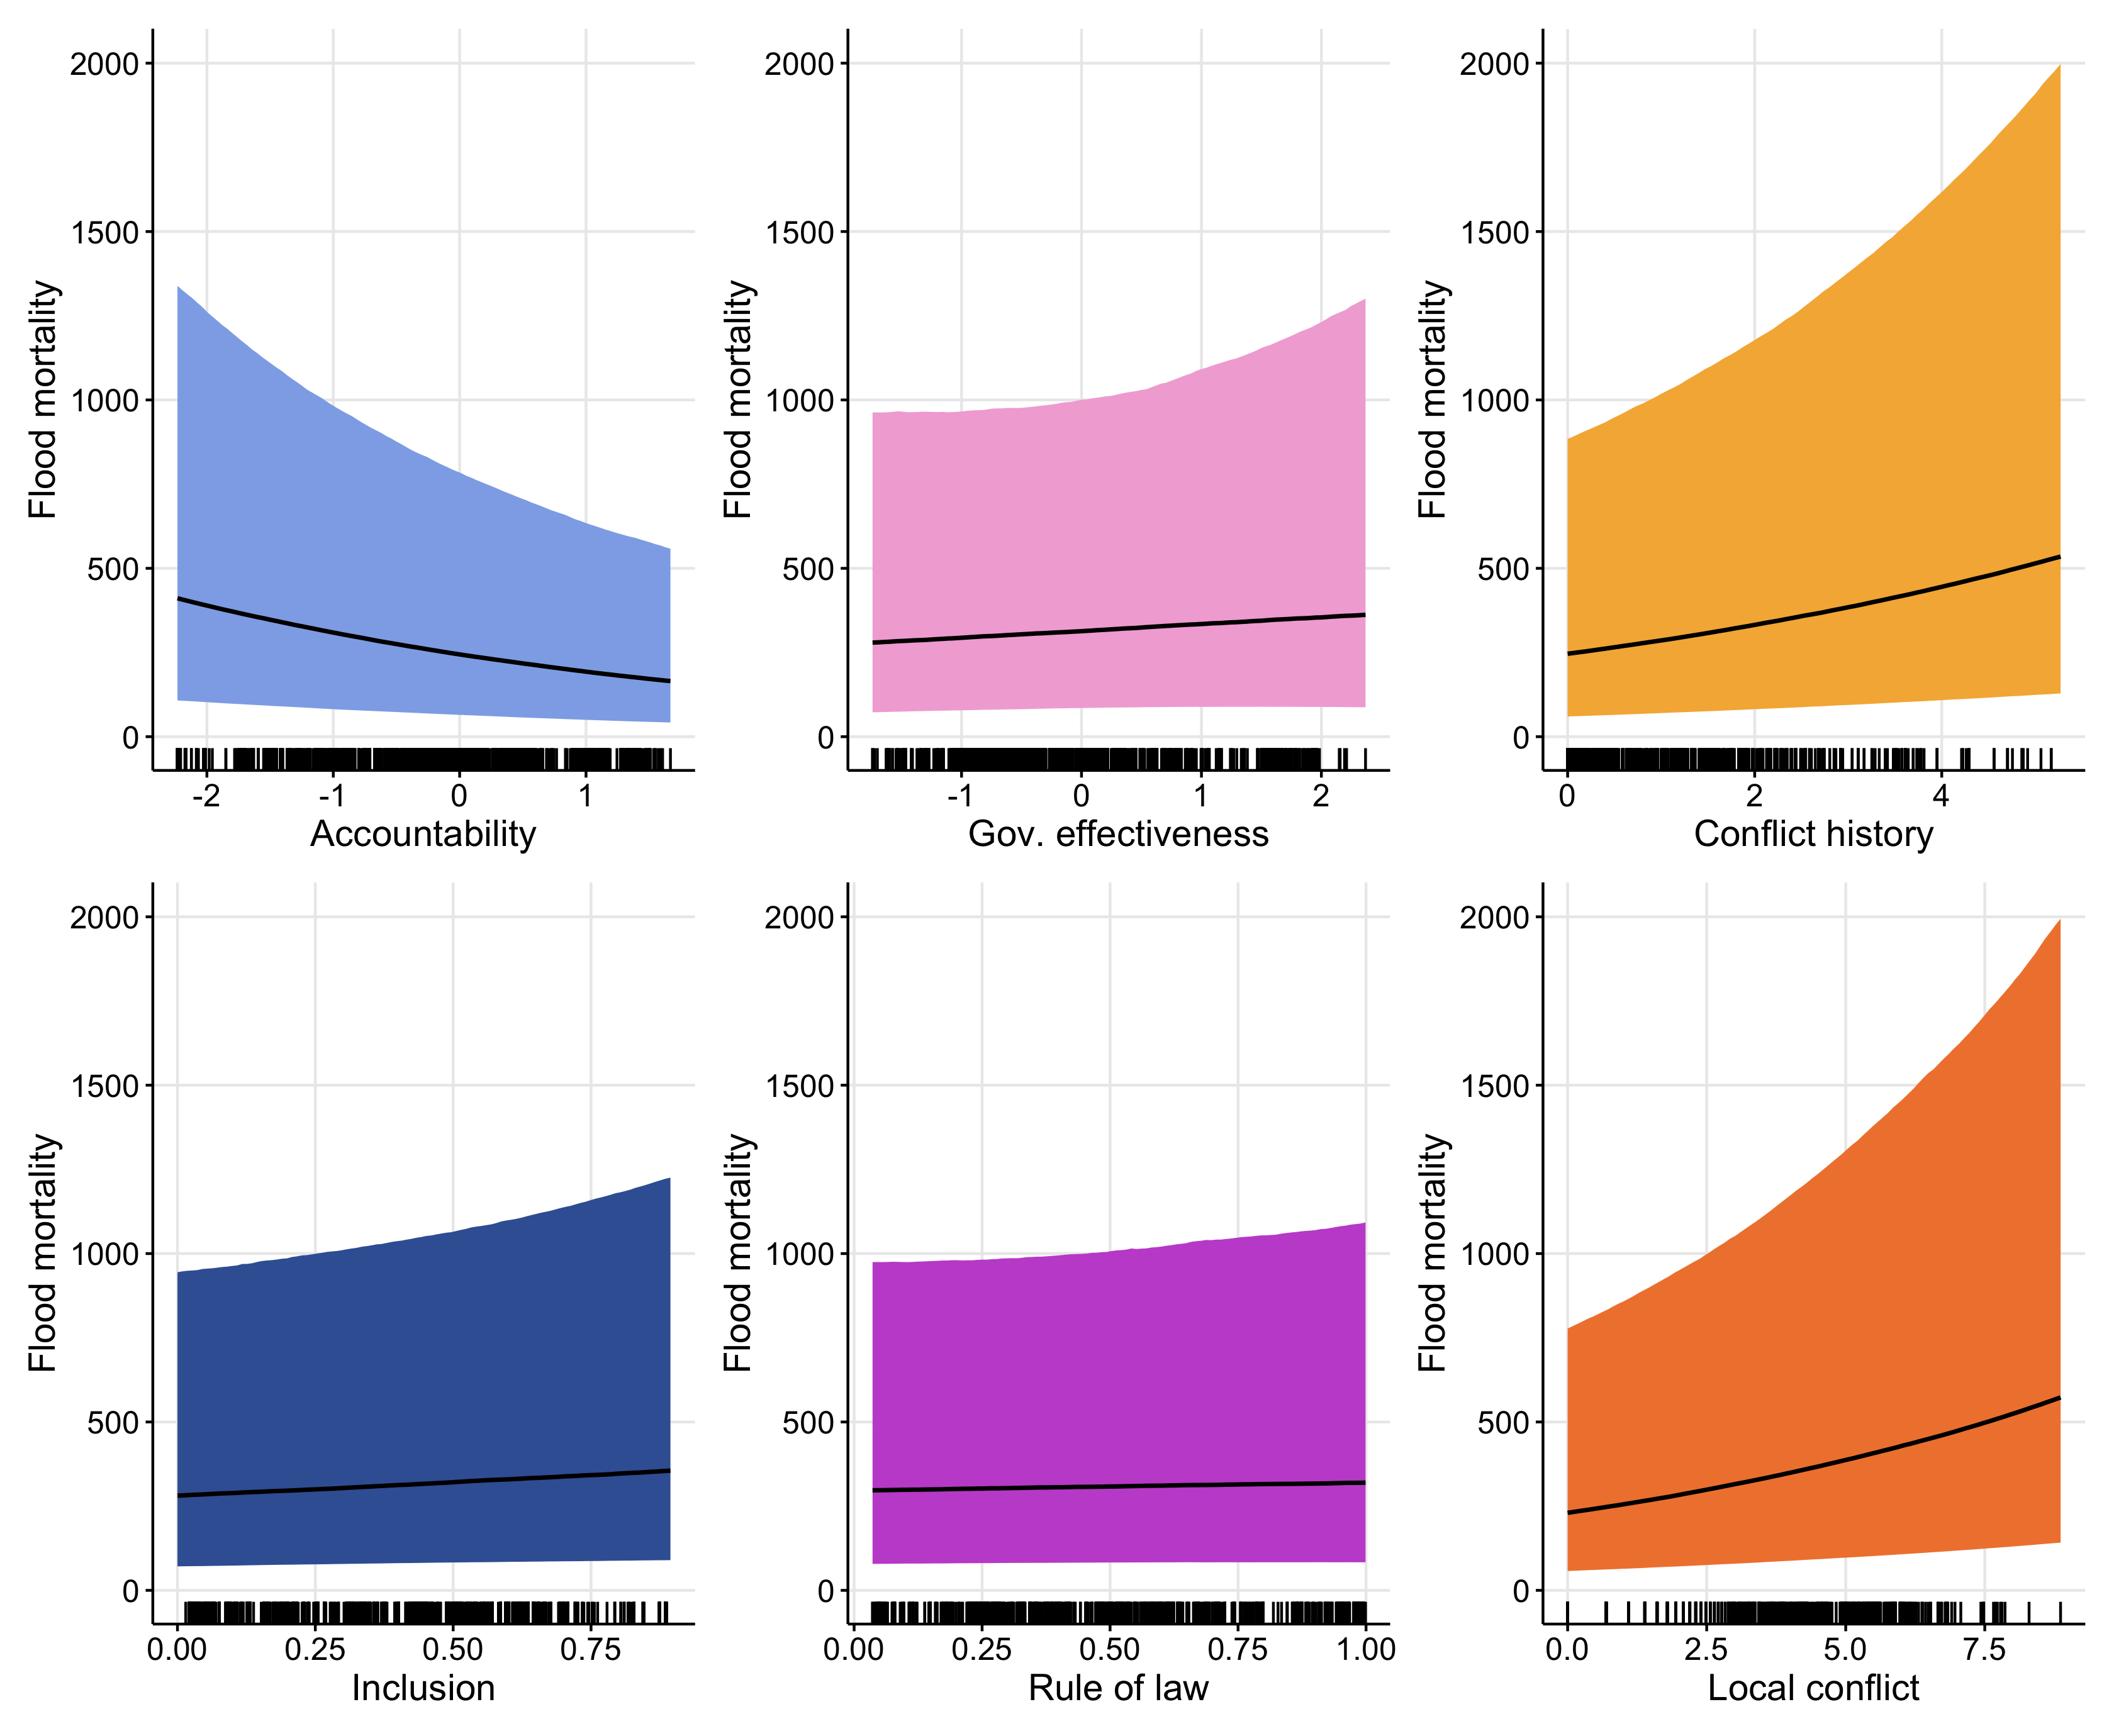 2000
1500
1000
500
0
Flood mortality
-2 -1 0 1
Accountability
2000
1500
1000
500
0
Flood mortality
-1 0 1 2
Gov. effectiveness
2000
1500
1000
500
0
Flood mortality
0 2 4
Conflict history
2000
1500
1000
500
0
Flood mortality
0.00 0.25 0.50 0.75
Inclusion
2000
1500
1000
500
0
Flood mortality
0.00 0.25 0.50 0.75 1.00
Rule of law
2000
1500
1000
500
0
Flood mortality
0.0 2.5 5.0 7.5
Local conflict